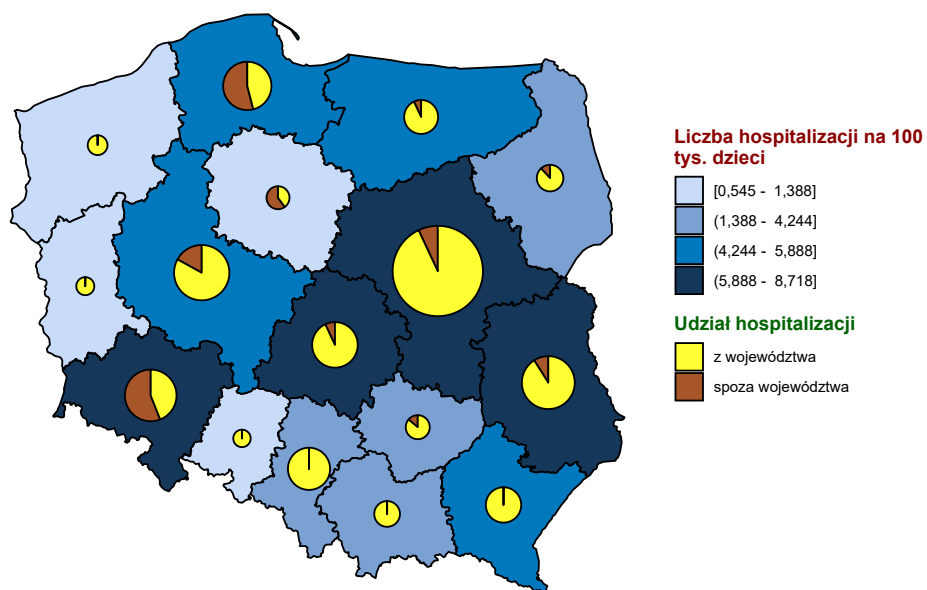 Liczba hospitalizacji na 100
tys. dzieci
[0,545 - 1,388]
(1,388 - 4,244]
(4,244 - 5,888]
(5,888 - 8,718]
Udział hospitalizacji
z województwa
spoza województwa